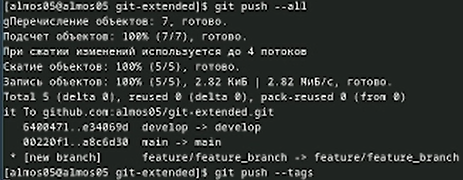 [almos05@almos05 git-extended]$ git push --all
gПеречисление объектов: 7, готово.
Подсчет объектов: 100% (7/7), готово.
При сжатии изменений используется до 4 потоков
Сжатие объектов: 100% (5/5), готово.
Запись объектов: 100% (5/5), 2.82 КиБ | 2.82 МиБ/с, готово.
Total 5 (delta 0), reused 0 (delta 0), pack-reused 0 (from 0)
it To github.com:almos05/git-extended.git
   6400471..e34069d  develop -> develop
   00220f1..a8c6d30  main -> main
 * [new branch]      feature/feature_branch -> feature/feature_branch
[almos05@almos05 git-extended]$ git push --tags